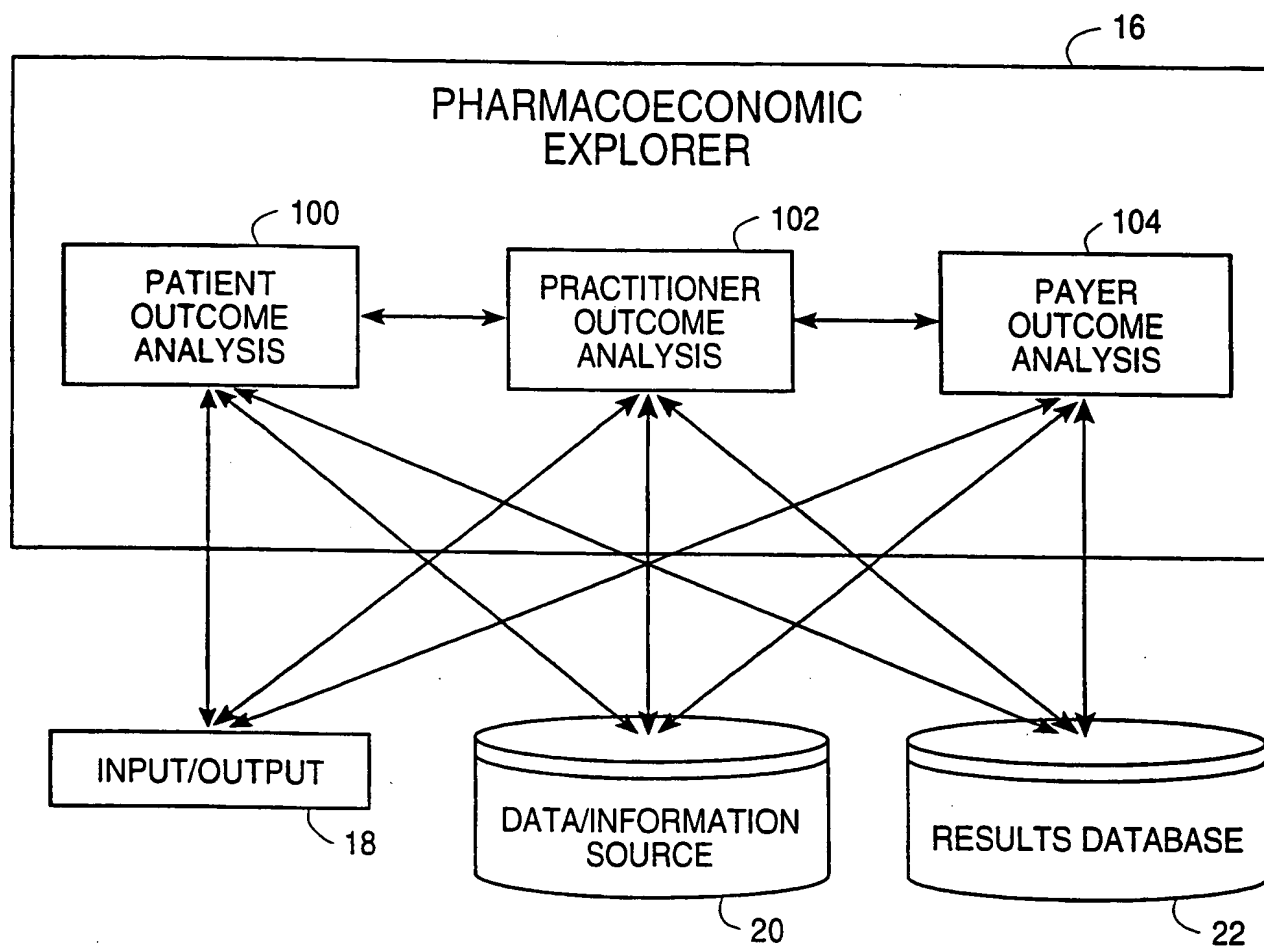 16
PHARMACOECONOMIC
EXPLORER
100
102
104
PATIENT
OUTCOME
ANALYSIS
PRACTITIONER
OUTCOME
ANALYSIS
PAYER
OUTCOME
ANALYSIS
INPUT/OUTPUT
18
DATA/INFORMATION
SOURCE
20
RESULTS DATABASE
22